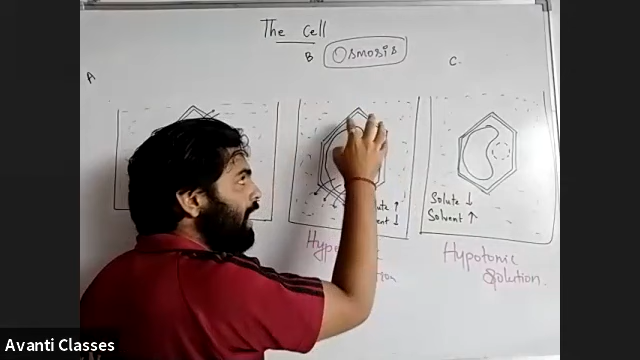 The cell
B Osmosis
C.
A
Solute ↓
Solvent ↑
Hypotonic
Solution.
Avanti Classes